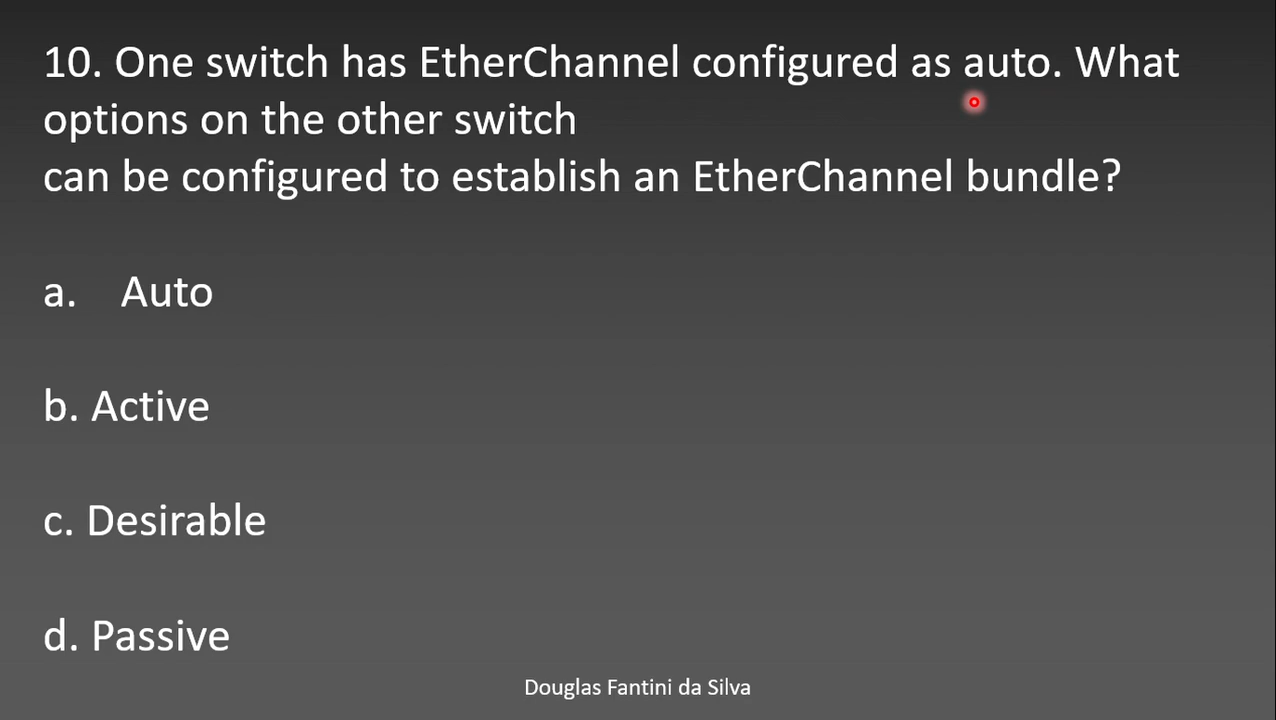 10. One switch has EtherChannel configured as auto. What
options on the other switch
can be configured to establish an EtherChannel bundle?
a. Auto
b. Active
c. Desirable
d. Passive
Douglas Fantini da Silva